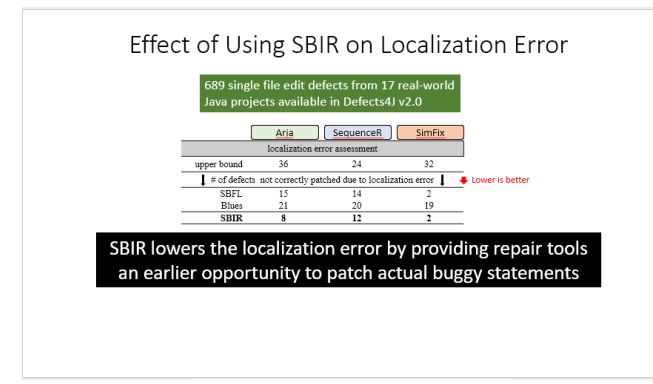 Effect of Using SBIR on Localization Error
689 single file edit defects from 17 real-world
Java projects available in Defects4J v2.0
Arja SequenceR SimFix
localization error assessment
upper bound 36 24 32
# of defects not correctly patched due to localization error Lower is better
SBFL 15 14 2
Blues 21 20 19
SBIR 8 12 2
SBIR lowers the localization error by providing repair tools
an earlier opportunity to patch actual buggy statements